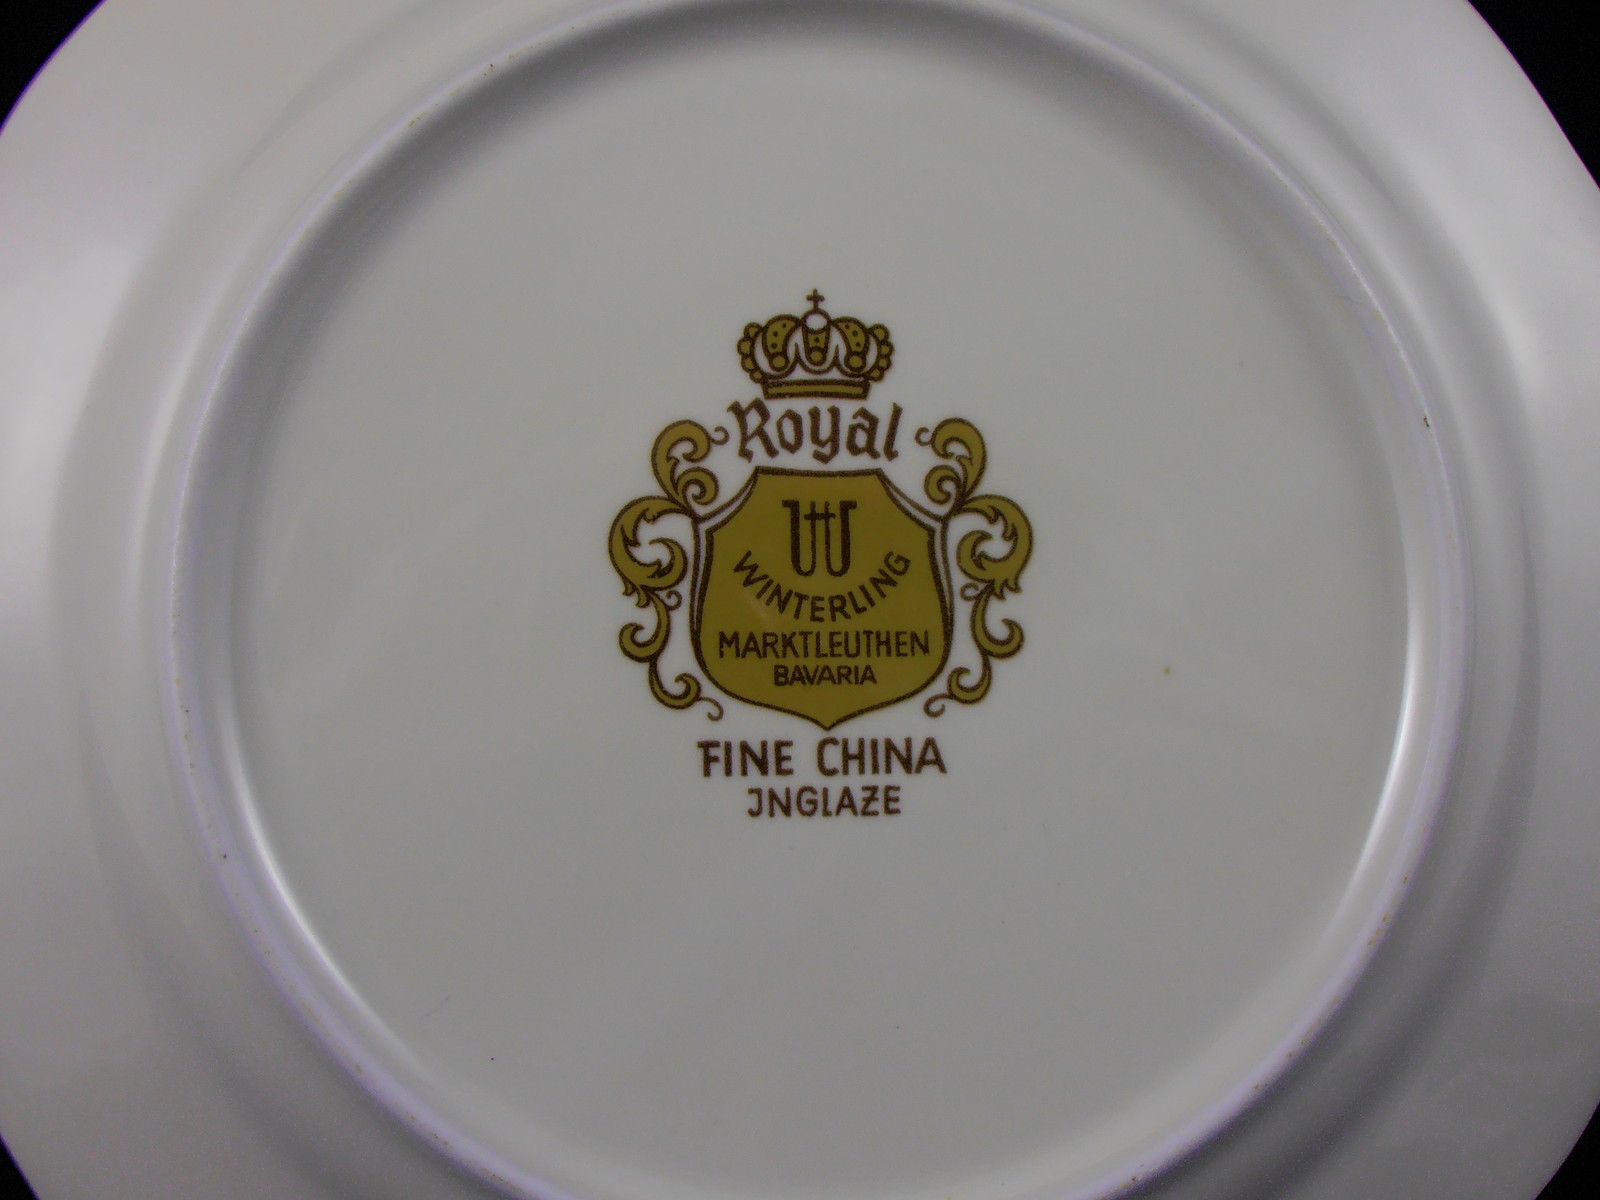 Royal
W
WINTERLING
MARKTLEUTHEN
BAVARIA
FINE CHINA
JNGLAZE